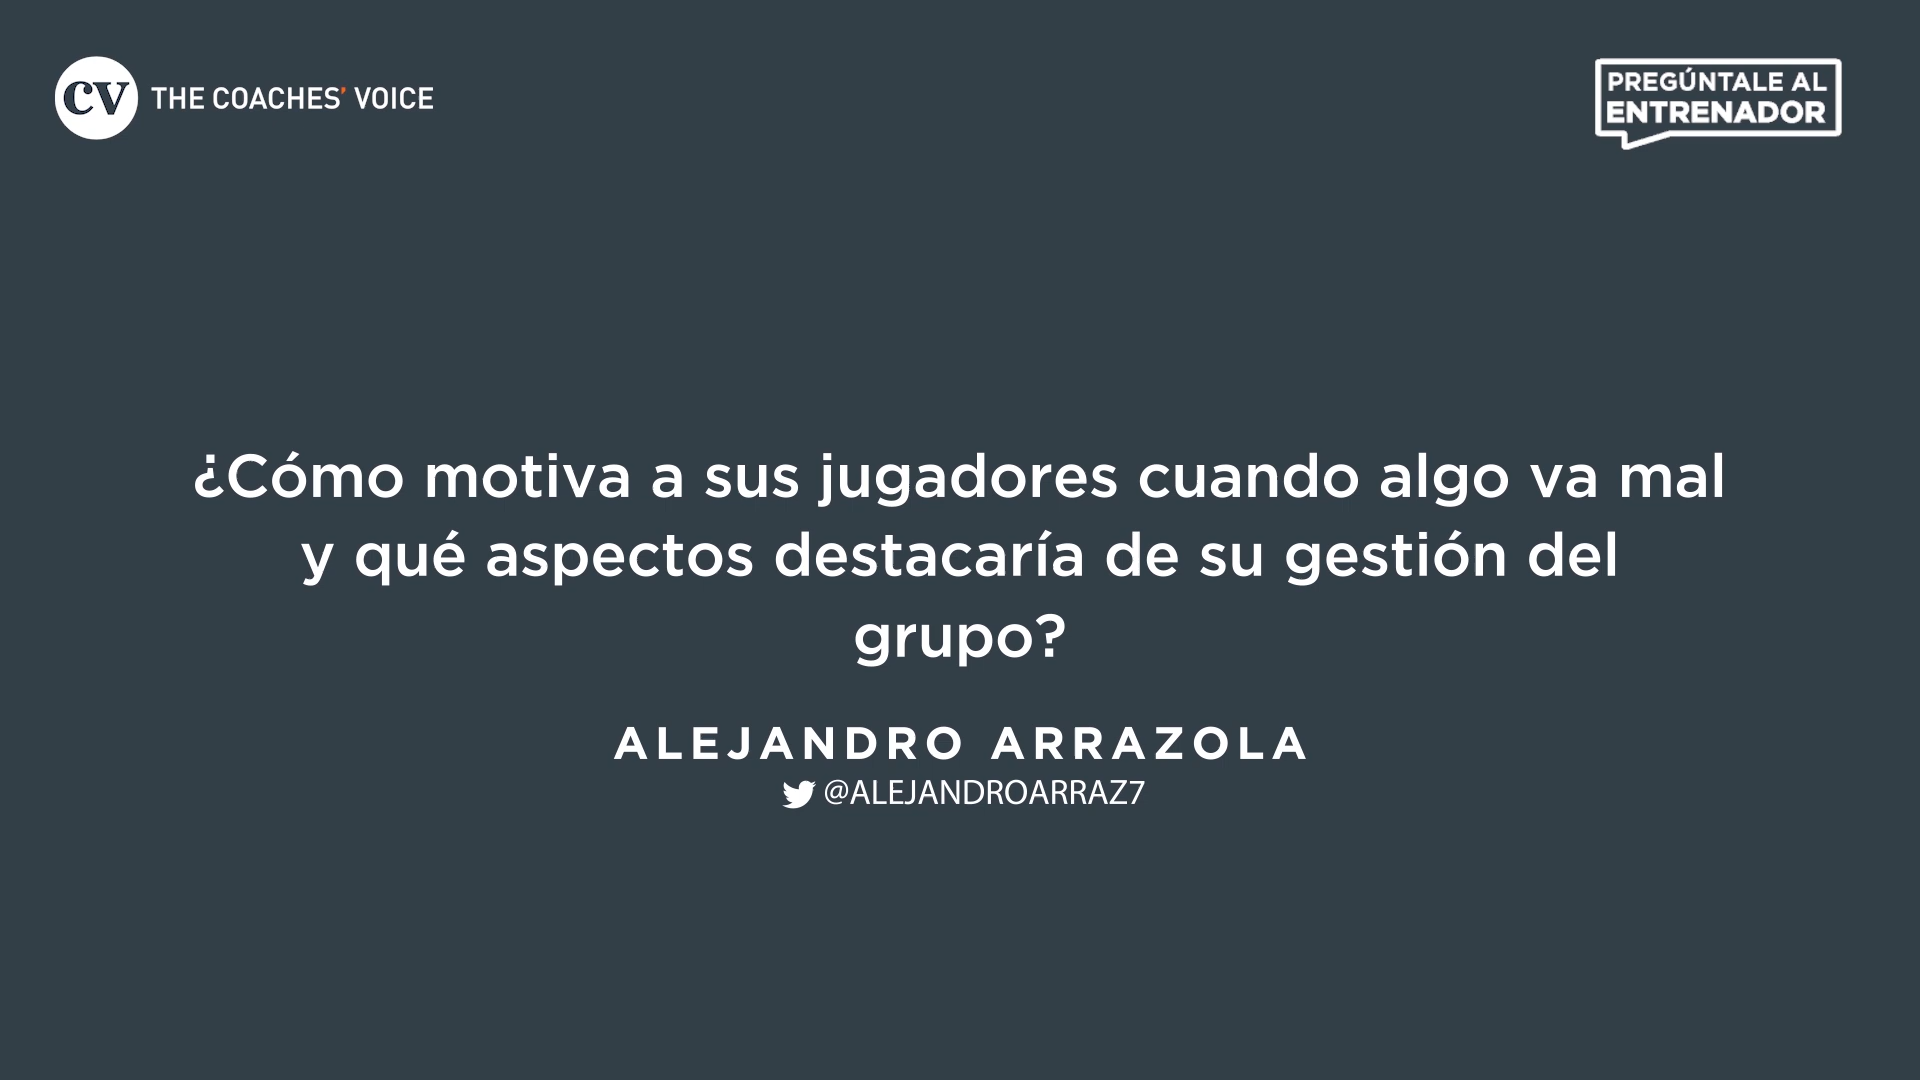 CV THE COACHES' VOICE
PREGÚNTALE AL
ENTRENADOR
¿Cómo motiva a sus jugadores cuando algo va mal
y qué aspectos destacaría de su gestión del
grupo?
ALEJANDRO ARRAZOLA
@ALEJANDROARRAZ7